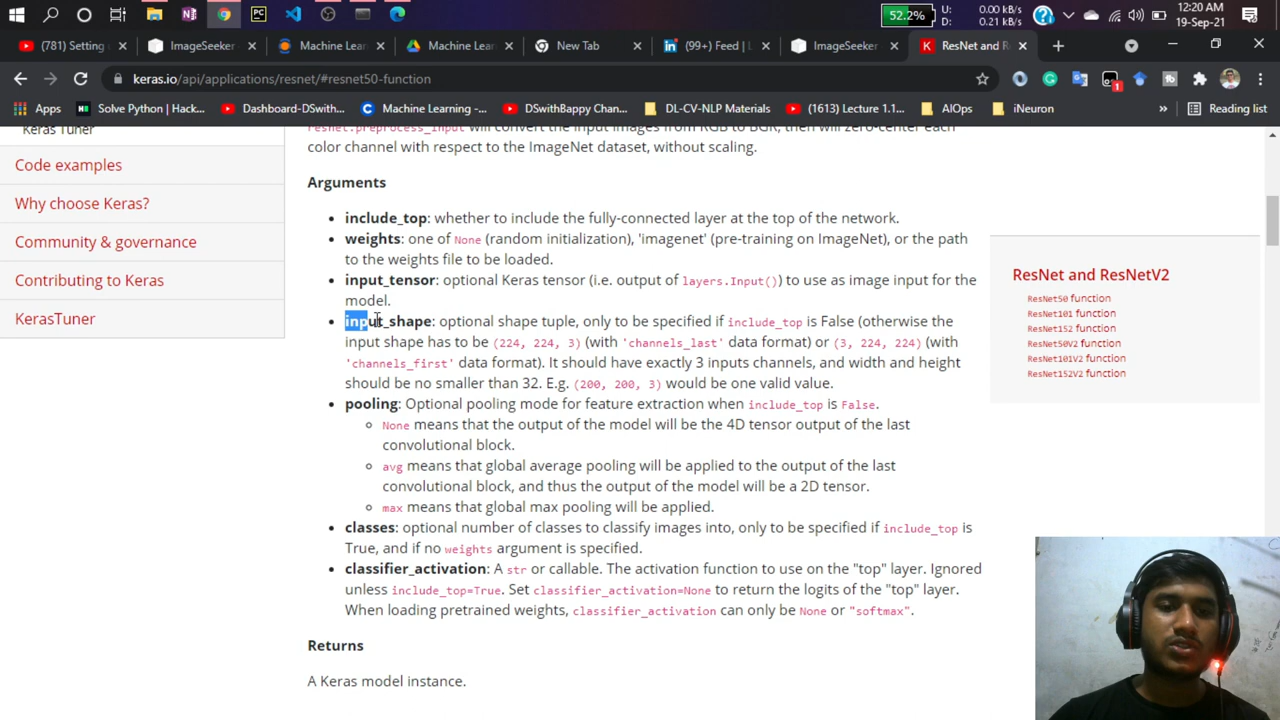 52.2%
U: 0.00 kB/s
D: 0.21 kB/s
12:20 AM
19-Sep-21
(781) Setting
ImageSeeker
Machine Lea
Machine Lea
New Tab
(99+) Feed | L
ImageSeeker
ResNet and R
keras.io/api/applications/resnet/#resnet50-function
Apps
Solve Python | Hack...
Dashboard-DSwith...
Machine Learning -...
DSwithBappy Chan...
DL-CV-NLP Materials
(1613) Lecture 1.1...
AIOps
iNeuron
»
Reading list
Keras Tuner
Code examples
Why choose Keras?
Community & governance
Contributing to Keras
KerasTuner
resnet.preprocess_input will convert the input images from RGB to BGR, then will zero-center each
color channel with respect to the ImageNet dataset, without scaling.
Arguments
• include_top: whether to include the fully-connected layer at the top of the network.
• weights: one of None (random initialization), 'imagenet' (pre-training on ImageNet), or the path
to the weights file to be loaded.
• input_tensor: optional Keras tensor (i.e. output of layers.Input()) to use as image input for the
model.
• input_shape: optional shape tuple, only to be specified if include_top is False (otherwise the
input shape has to be (224, 224, 3) (with 'channels_last' data format) or (3, 224, 224) (with
'channels_first' data format). It should have exactly 3 inputs channels, and width and height
should be no smaller than 32. E.g. (200, 200, 3) would be one valid value.
• pooling: Optional pooling mode for feature extraction when include_top is False.
None means that the output of the model will be the 4D tensor output of the last
convolutional block.
avg means that global average pooling will be applied to the output of the last
convolutional block, and thus the output of the model will be a 2D tensor.
max means that global max pooling will be applied.
• classes: optional number of classes to classify images into, only to be specified if include_top is
True, and if no weights argument is specified.
• classifier_activation: A str or callable. The activation function to use on the "top" layer. Ignored
unless include_top=True. Set classifier_activation=None to return the logits of the "top" layer.
When loading pretrained weights, classifier_activation can only be None or "softmax".
Returns
A Keras model instance.
ResNet and ResNetV2
ResNet50 function
ResNet101 function
ResNet152 function
ResNet50V2 function
ResNet101V2 function
ResNet152V2 function